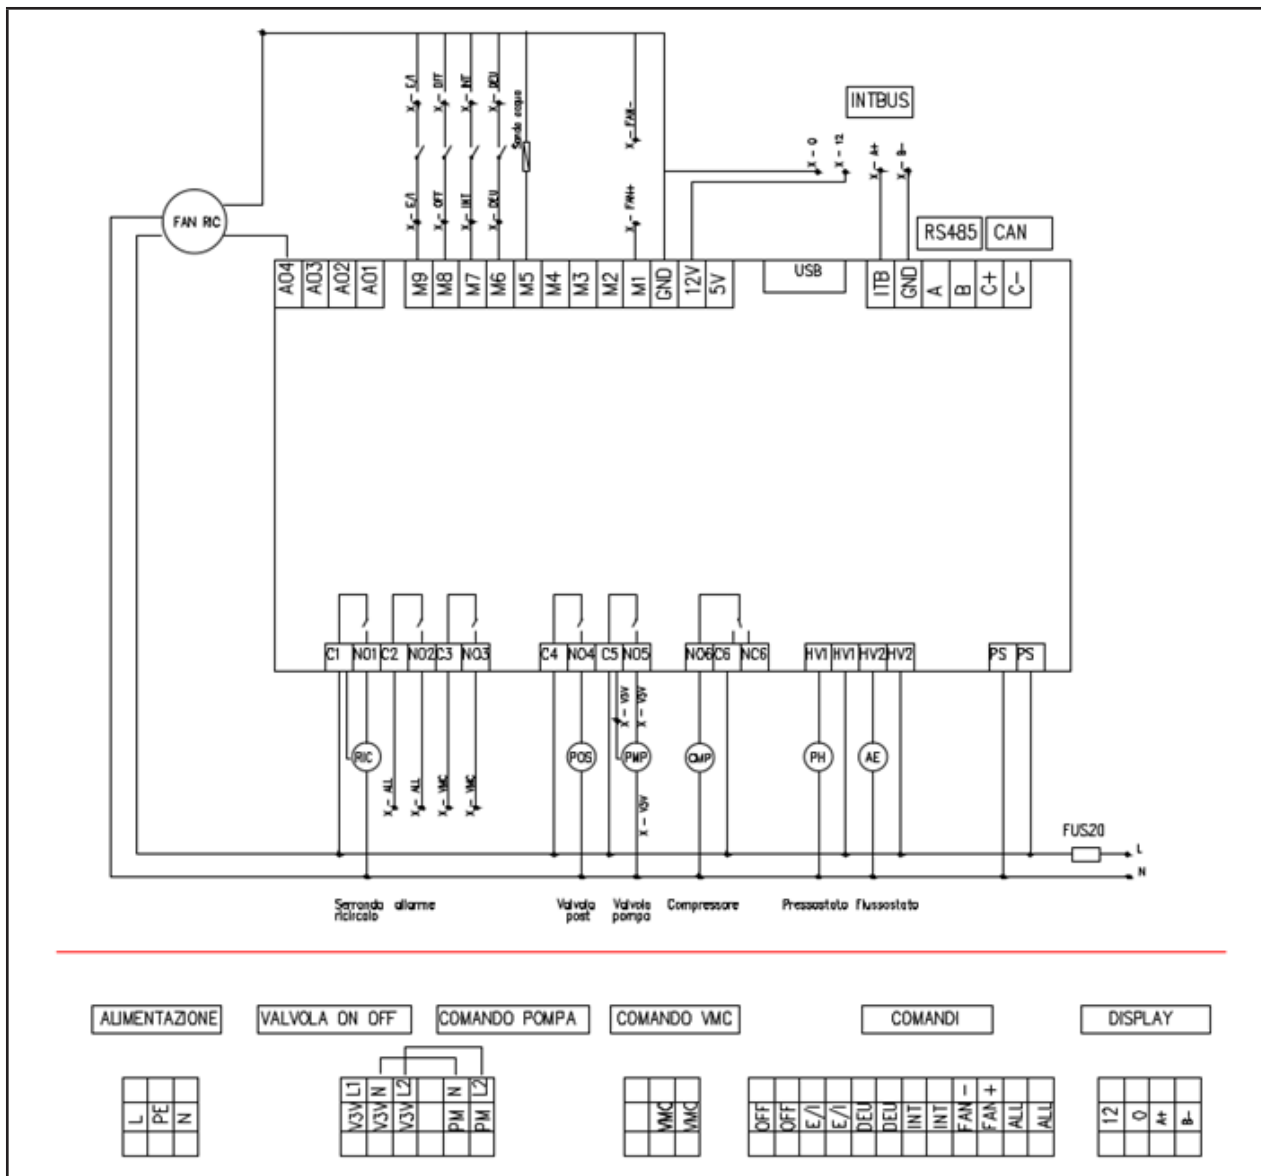 X - E/I
X - OFF
X - INT
X - DEU
Sonda acqua
X - FAN-
INTBUS
X - 0
X - 12
X - A+
X - B-
FAN RIC
X - E/I
X - OFF
X - INT
X - DEU
X - FAN+
RS485
CAN
AO4 AO3 AO2 AO1
M9 M8 M7 M6 M5 M4 M3 M2 M1 GND 12V 5V
USB
ITB GND A B C+ C-
C1 NO1 C2 NO2 C3 NO3
C4 NO4 C5 NO5
NO6 C6 NC6
HV1 HV1 HV2 HV2
PS PS
X - V3V
X - V3V
RIC
POS
PMP
CMP
PH
AE
X - ALL
X - ALL
X - VMC
X - VMC
X - V3V
FUS20
L
N
Serranda ricircolo
allarme
Valvola post
Valvola pompa
Compressore
Pressostato
flussostato
ALIMENTAZIONE
VALVOLA ON OFF
COMANDO POMPA
COMANDO VMC
COMANDI
DISPLAY
L PE N
V3V L1
V3V N
V3V L2
PM N
PM L2
VMC VMC
OFF OFF E/I E/I DEU DEU INT INT FAN - FAN + ALL ALL
12 0 A+ B-